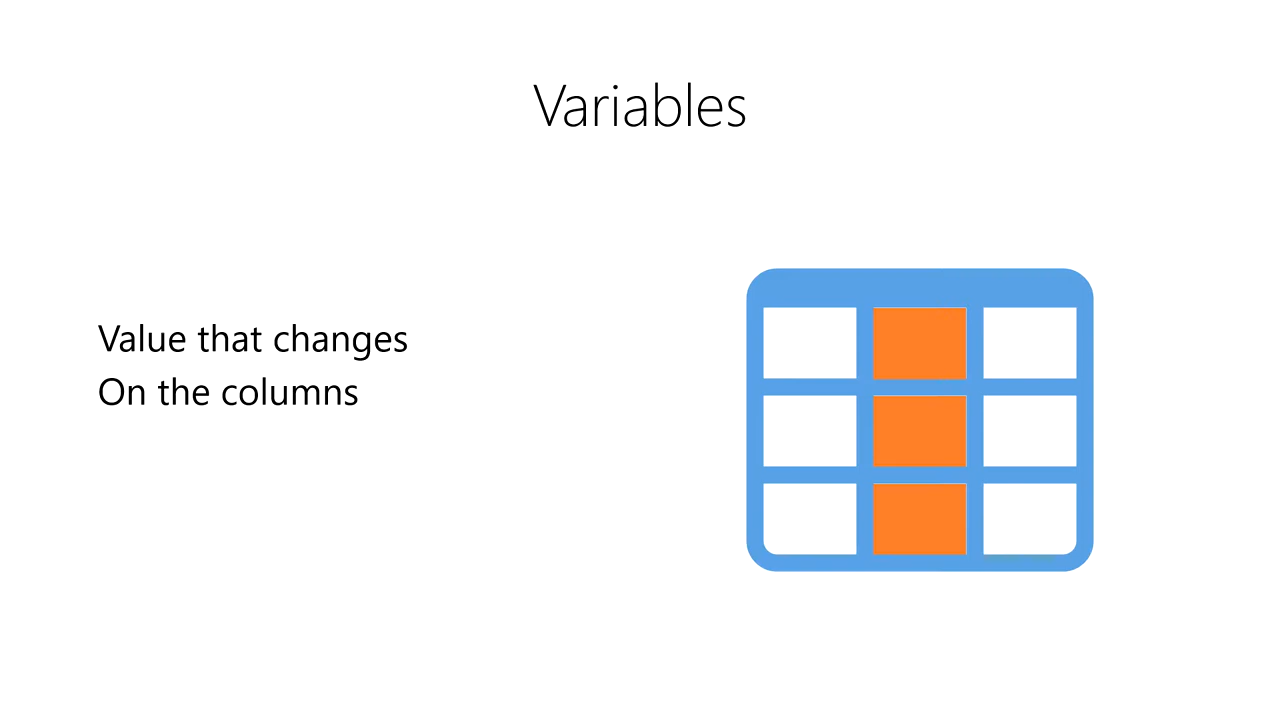 Variables
Value that changes
On the columns